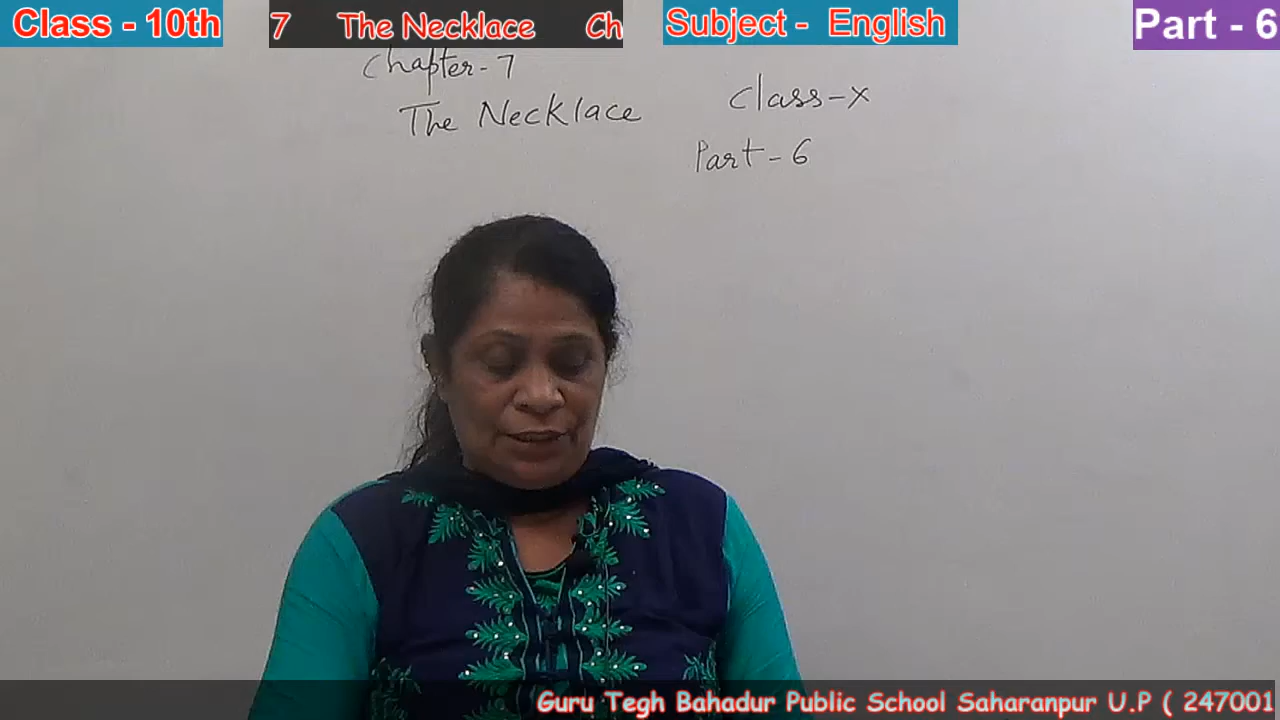 Class - 10th
7 The Necklace Ch
Subject - English
Part - 6
Chapter - 7
The Necklace
Class - X
Part - 6
Guru Tegh Bahadur Public School Saharanpur U.P ( 247001